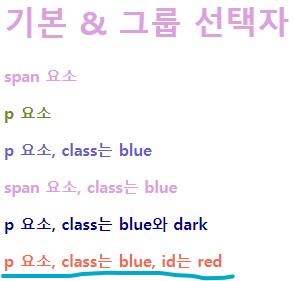 기본 & 그룹 선택자
span 요소
p 요소
p 요소, class는 blue
span 요소, class는 blue
p 요소, class는 blue와 dark
p 요소, class는 blue, id는 red